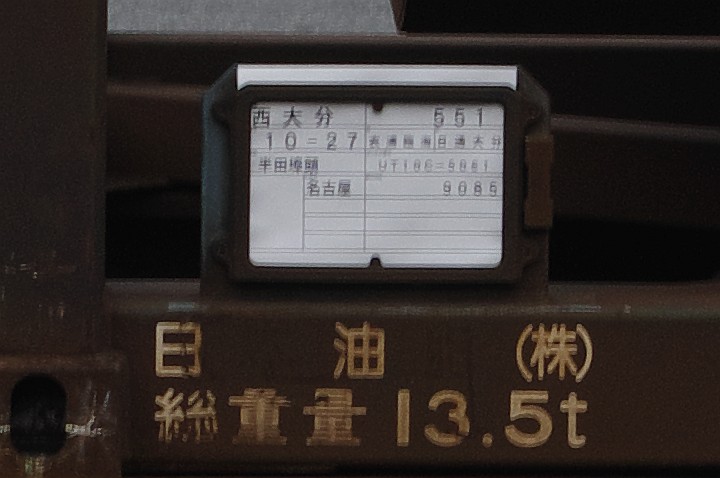 西大分 551
10=27
半田埠頭
名古屋 9085
日油(株)
総重量13.5t